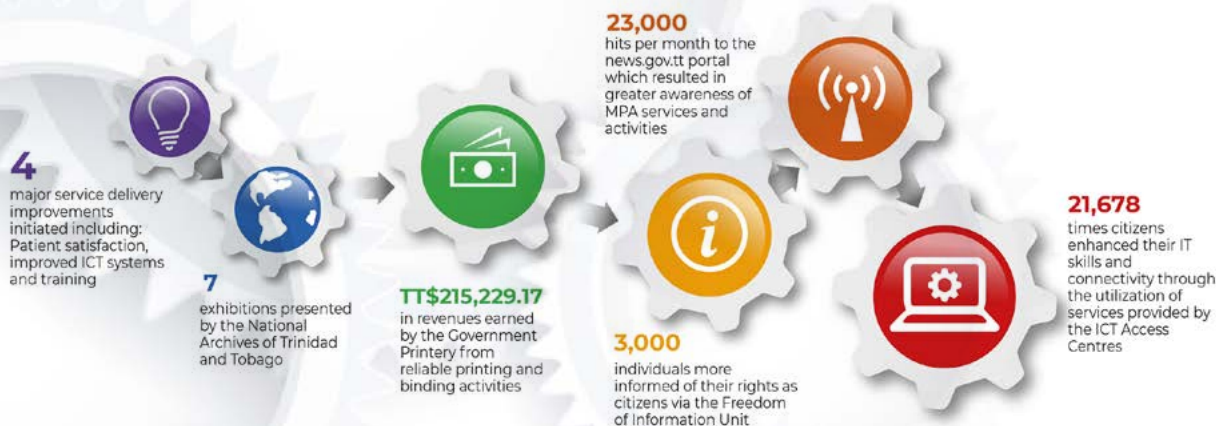 4
major service delivery
improvements
initiated including:
Patient satisfaction,
improved ICT systems
and training
7
exhibitions presented
by the National
Archives of Trinidad
and Tobago
TT$215,229.17
in revenues earned
by the Government
Printery from
reliable printing and
binding activities
23,000
hits per month to the
news.gov.tt portal
which resulted in
greater awareness of
MPA services and
activities
3,000
individuals more
informed of their rights as
citizens via the Freedom
of Information Unit
21,678
times citizens
enhanced their IT
skills and
connectivity through
the utilization of
services provided by
the ICT Access
Centres